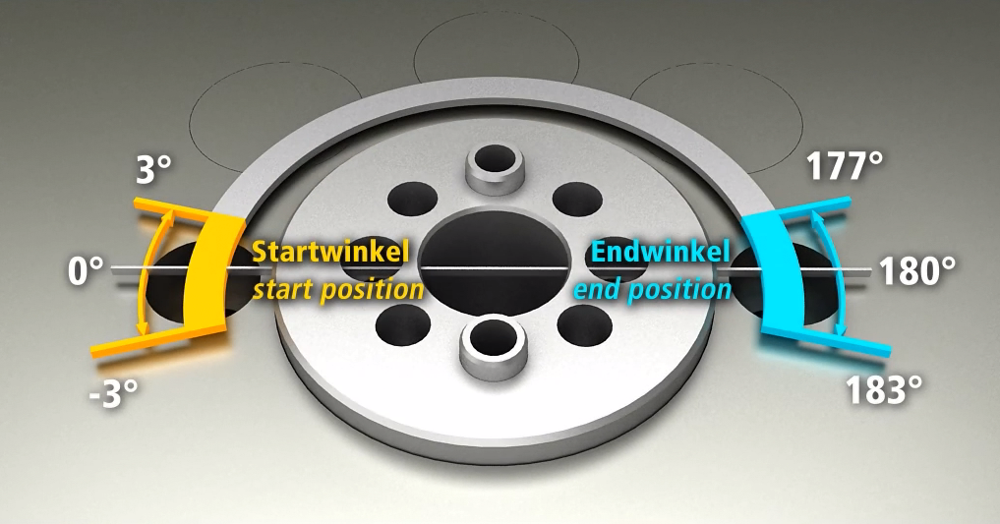 3°
177°
Startwinkel
start position
Endwinkel
end position
0°
180°
-3°
183°